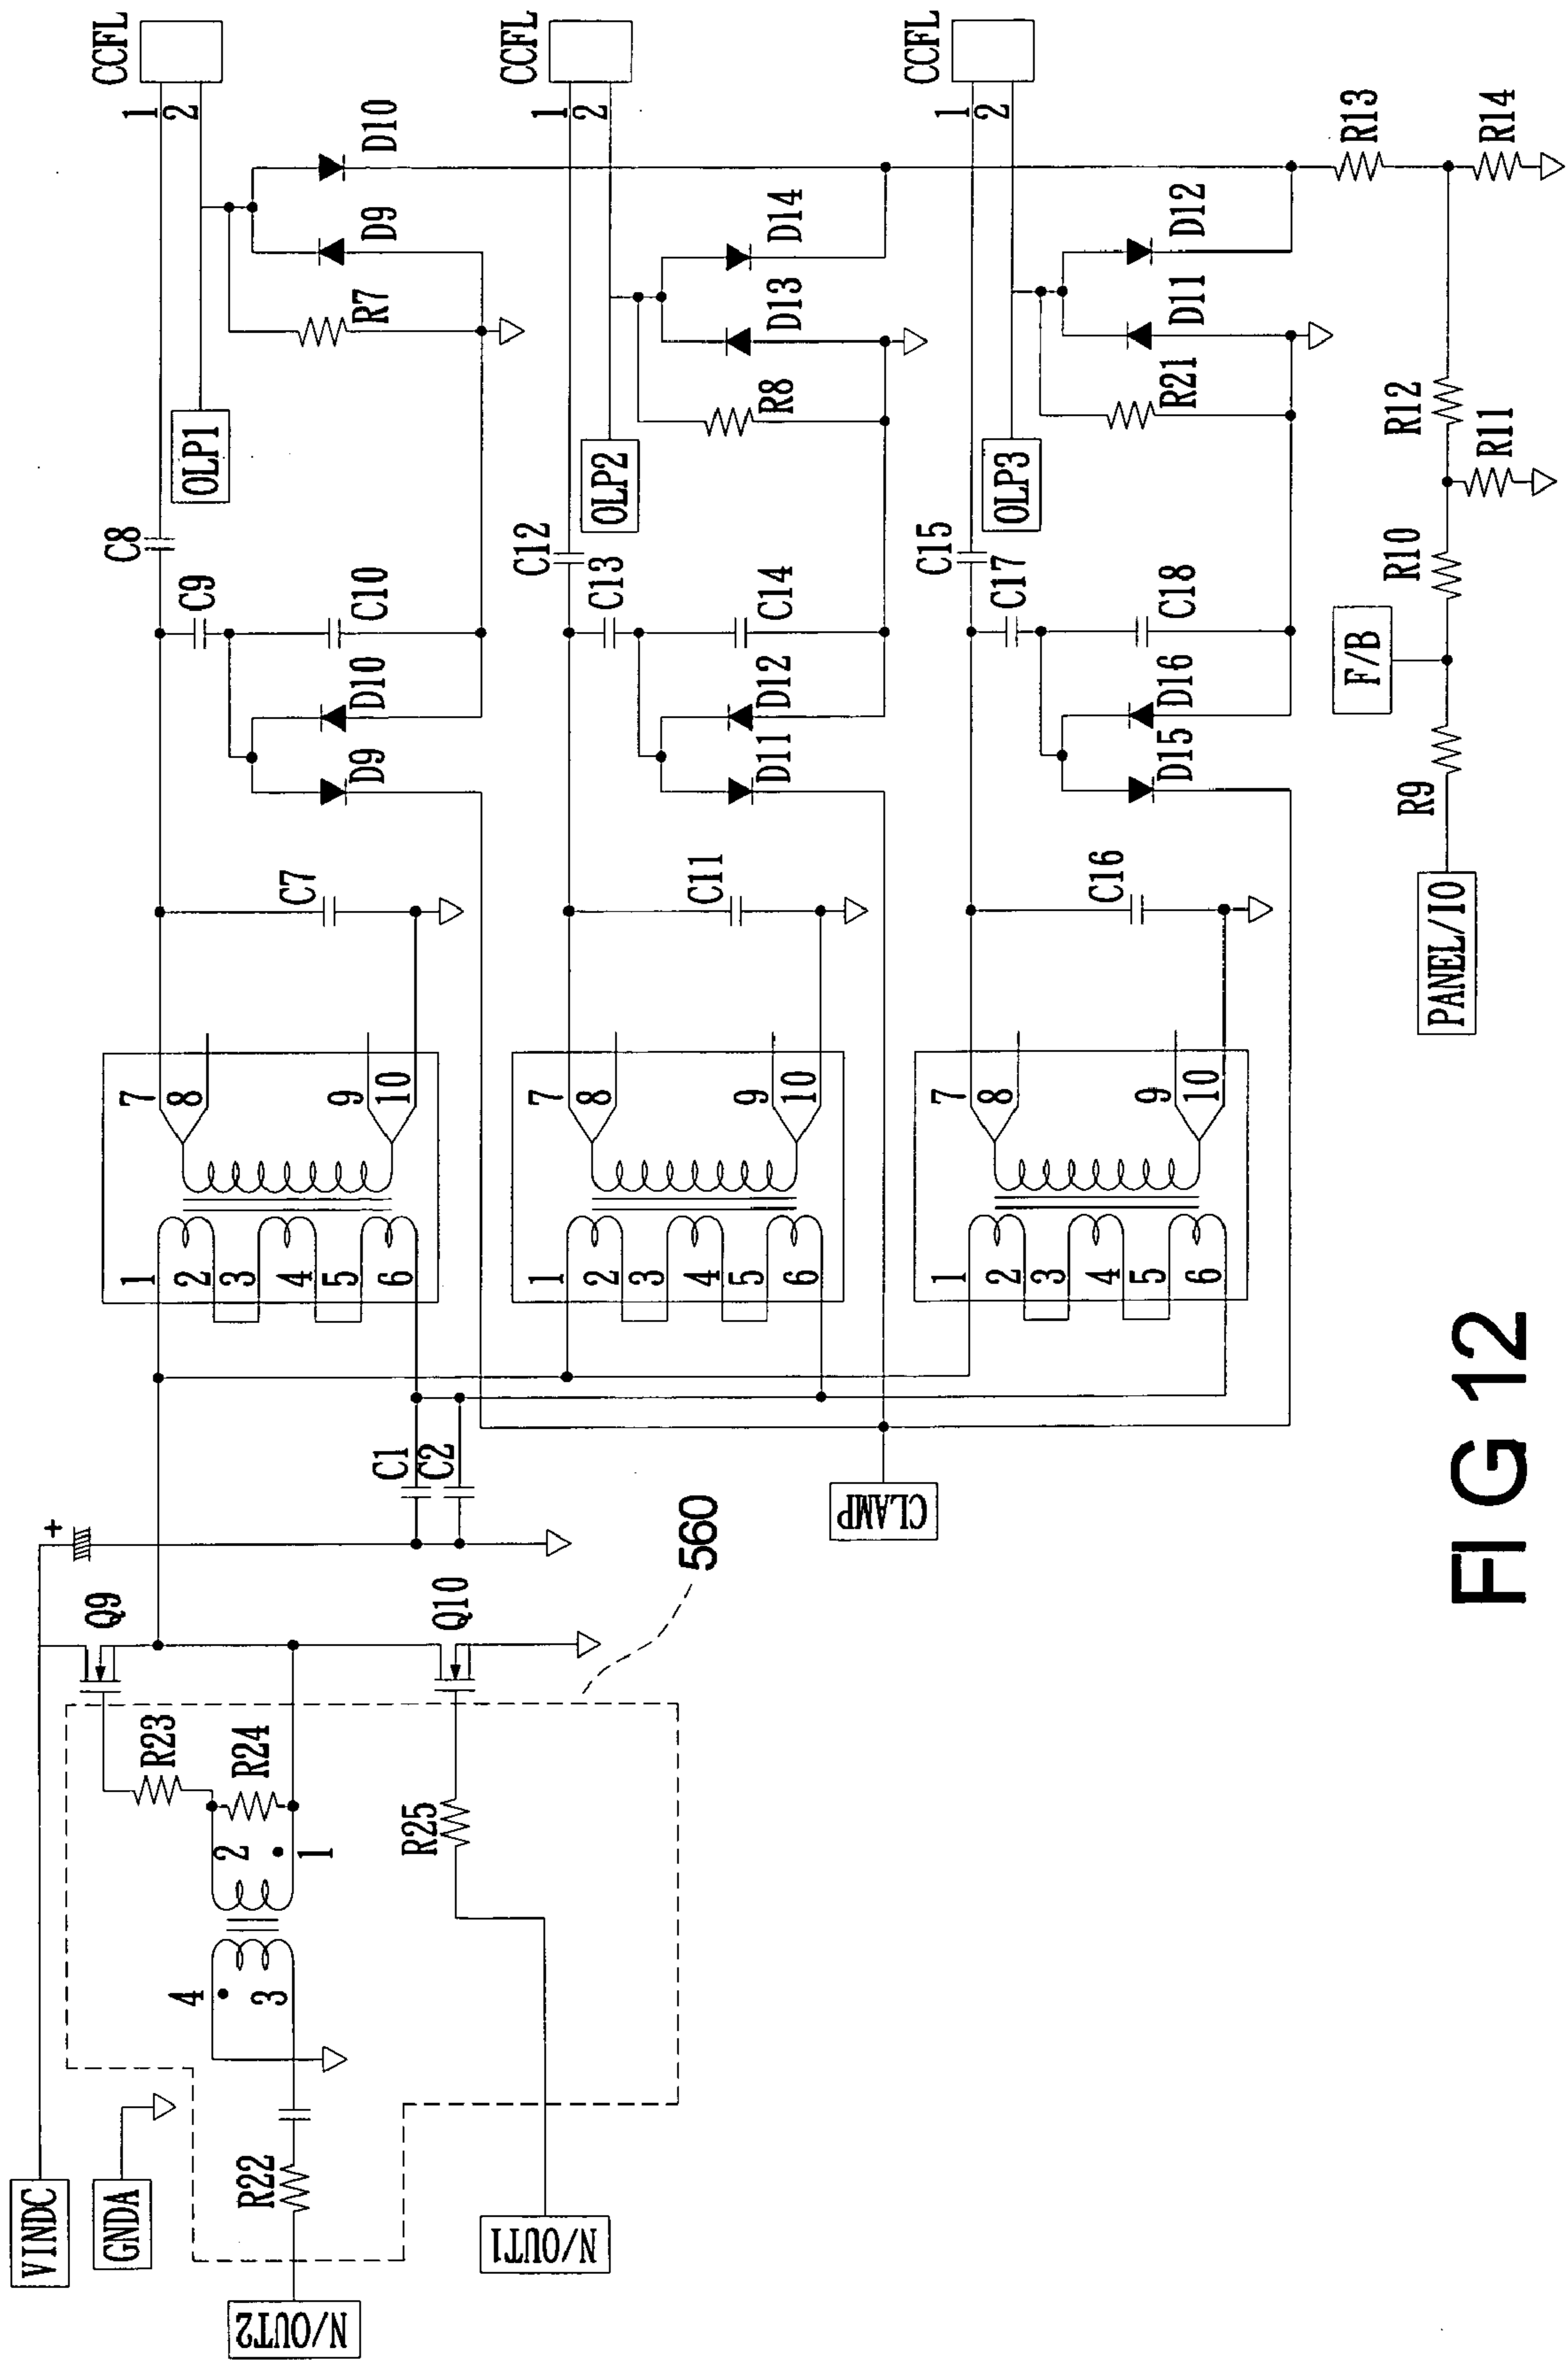 VINDC
+
GNDA
Q9
R23
R24
2
1
4
3
R22
N/OUT2
Q10
R25
N/OUT1
560
C1
C2
CLAMP
1
2
3
4
5
6
7
8
9
10
C7
C8
C9
C10
D9
D10
OLP1
R7
D9
D10
1
2
CCFL
1
2
3
4
5
6
7
8
9
10
C11
C12
C13
C14
D11
D12
OLP2
R8
D13
D14
1
2
CCFL
1
2
3
4
5
6
7
8
9
10
C16
C15
C17
C18
D15
D16
OLP3
R21
D11
D12
1
2
CCFL
PANEL/IO
R9
F/B
R10
R11
R12
R13
R14
FI G 12